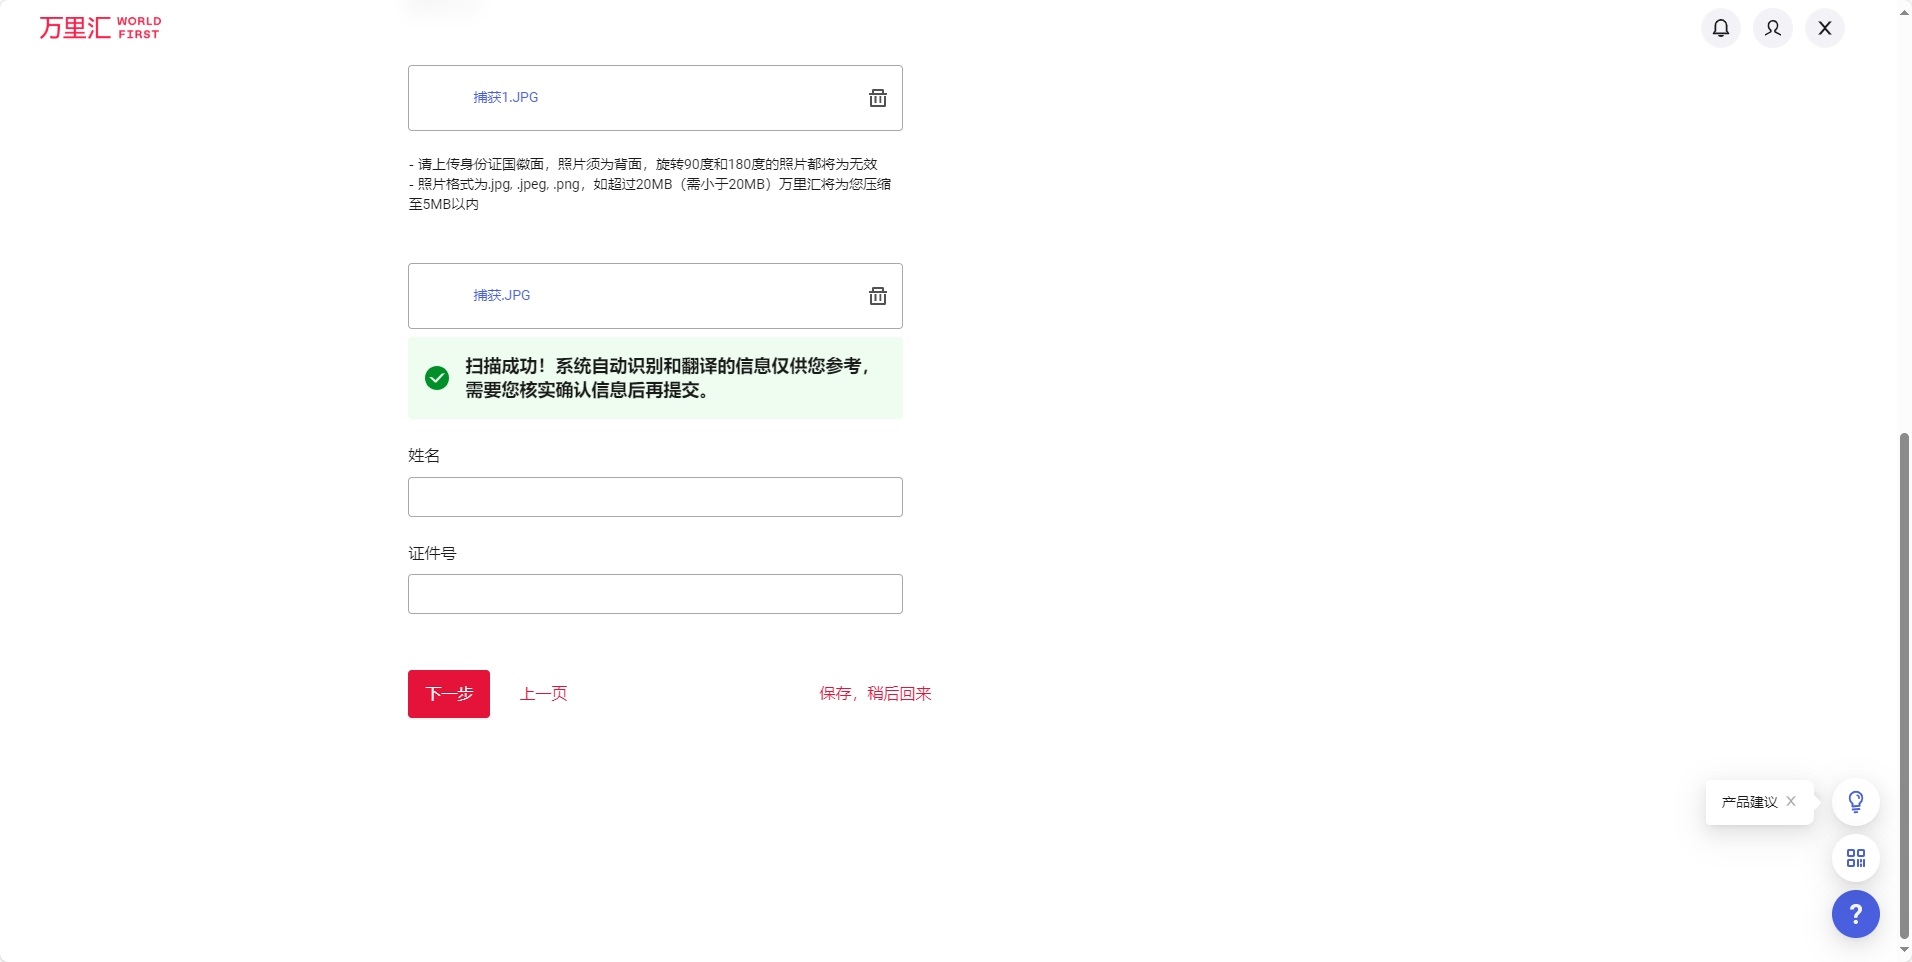 万里汇 WORLD FIRST
捕获1.JPG
- 请上传身份证国徽面，照片须为背面，旋转90度和180度的照片都将为无效
- 照片格式为.jpg, .jpeg, .png，如超过20MB（需小于20MB）万里汇将为您压缩
至5MB以内
捕获.JPG
扫描成功！系统自动识别和翻译的信息仅供您参考，
需要您核实确认信息后再提交。
姓名
证件号
下一步
上一页
保存，稍后回来
产品建议 X
?